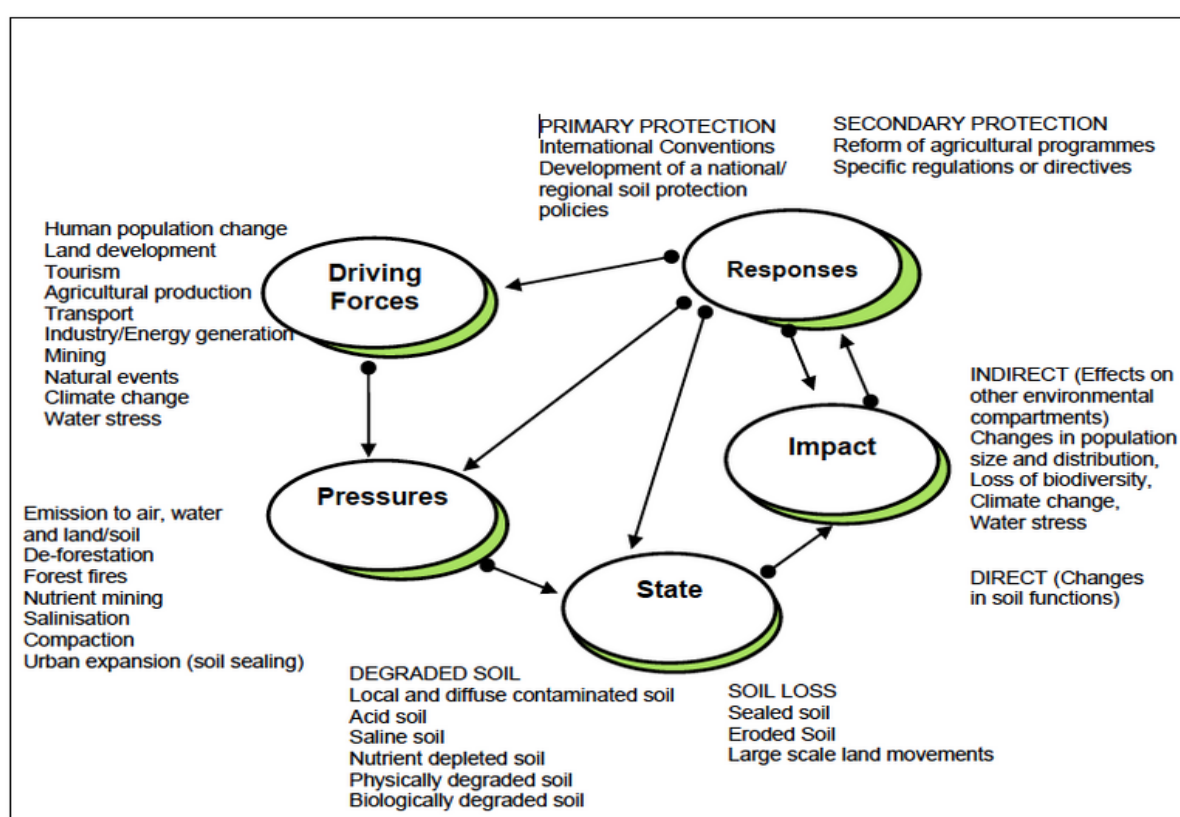 PRIMARY PROTECTION
International Conventions
Development of a national/
regional soil protection
policies
SECONDARY PROTECTION
Reform of agricultural programmes
Specific regulations or directives
Human population change
Land development
Tourism
Agricultural production
Transport
Industry/Energy generation
Mining
Natural events
Climate change
Water stress
Driving
Forces
Responses
INDIRECT (Effects on
other environmental
compartments)
Changes in population
size and distribution,
Loss of biodiversity,
Climate change,
Water stress
DIRECT (Changes
in soil functions)
Impact
Pressures
Emission to air, water
and land/soil
De-forestation
Forest fires
Nutrient mining
Salinisation
Compaction
Urban expansion (soil sealing)
State
DEGRADED SOIL
Local and diffuse contaminated soil
Acid soil
Saline soil
Nutrient depleted soil
Physically degraded soil
Biologically degraded soil
SOIL LOSS
Sealed soil
Eroded Soil
Large scale land movements